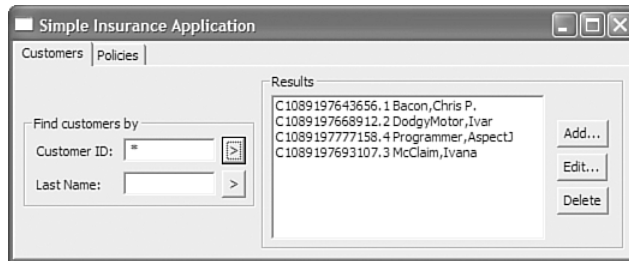 Simple Insurance Application
Customers Policies
Find customers by
Customer ID: * >
Last Name: >
Results
C1089197643656.1 Bacon,Chris P.
C1089197668912.2 DodgyMotor,Ivar
C1089197777158.4 Programmer,AspectJ
C1089197693107.3 McClaim,Ivana
Add...
Edit...
Delete